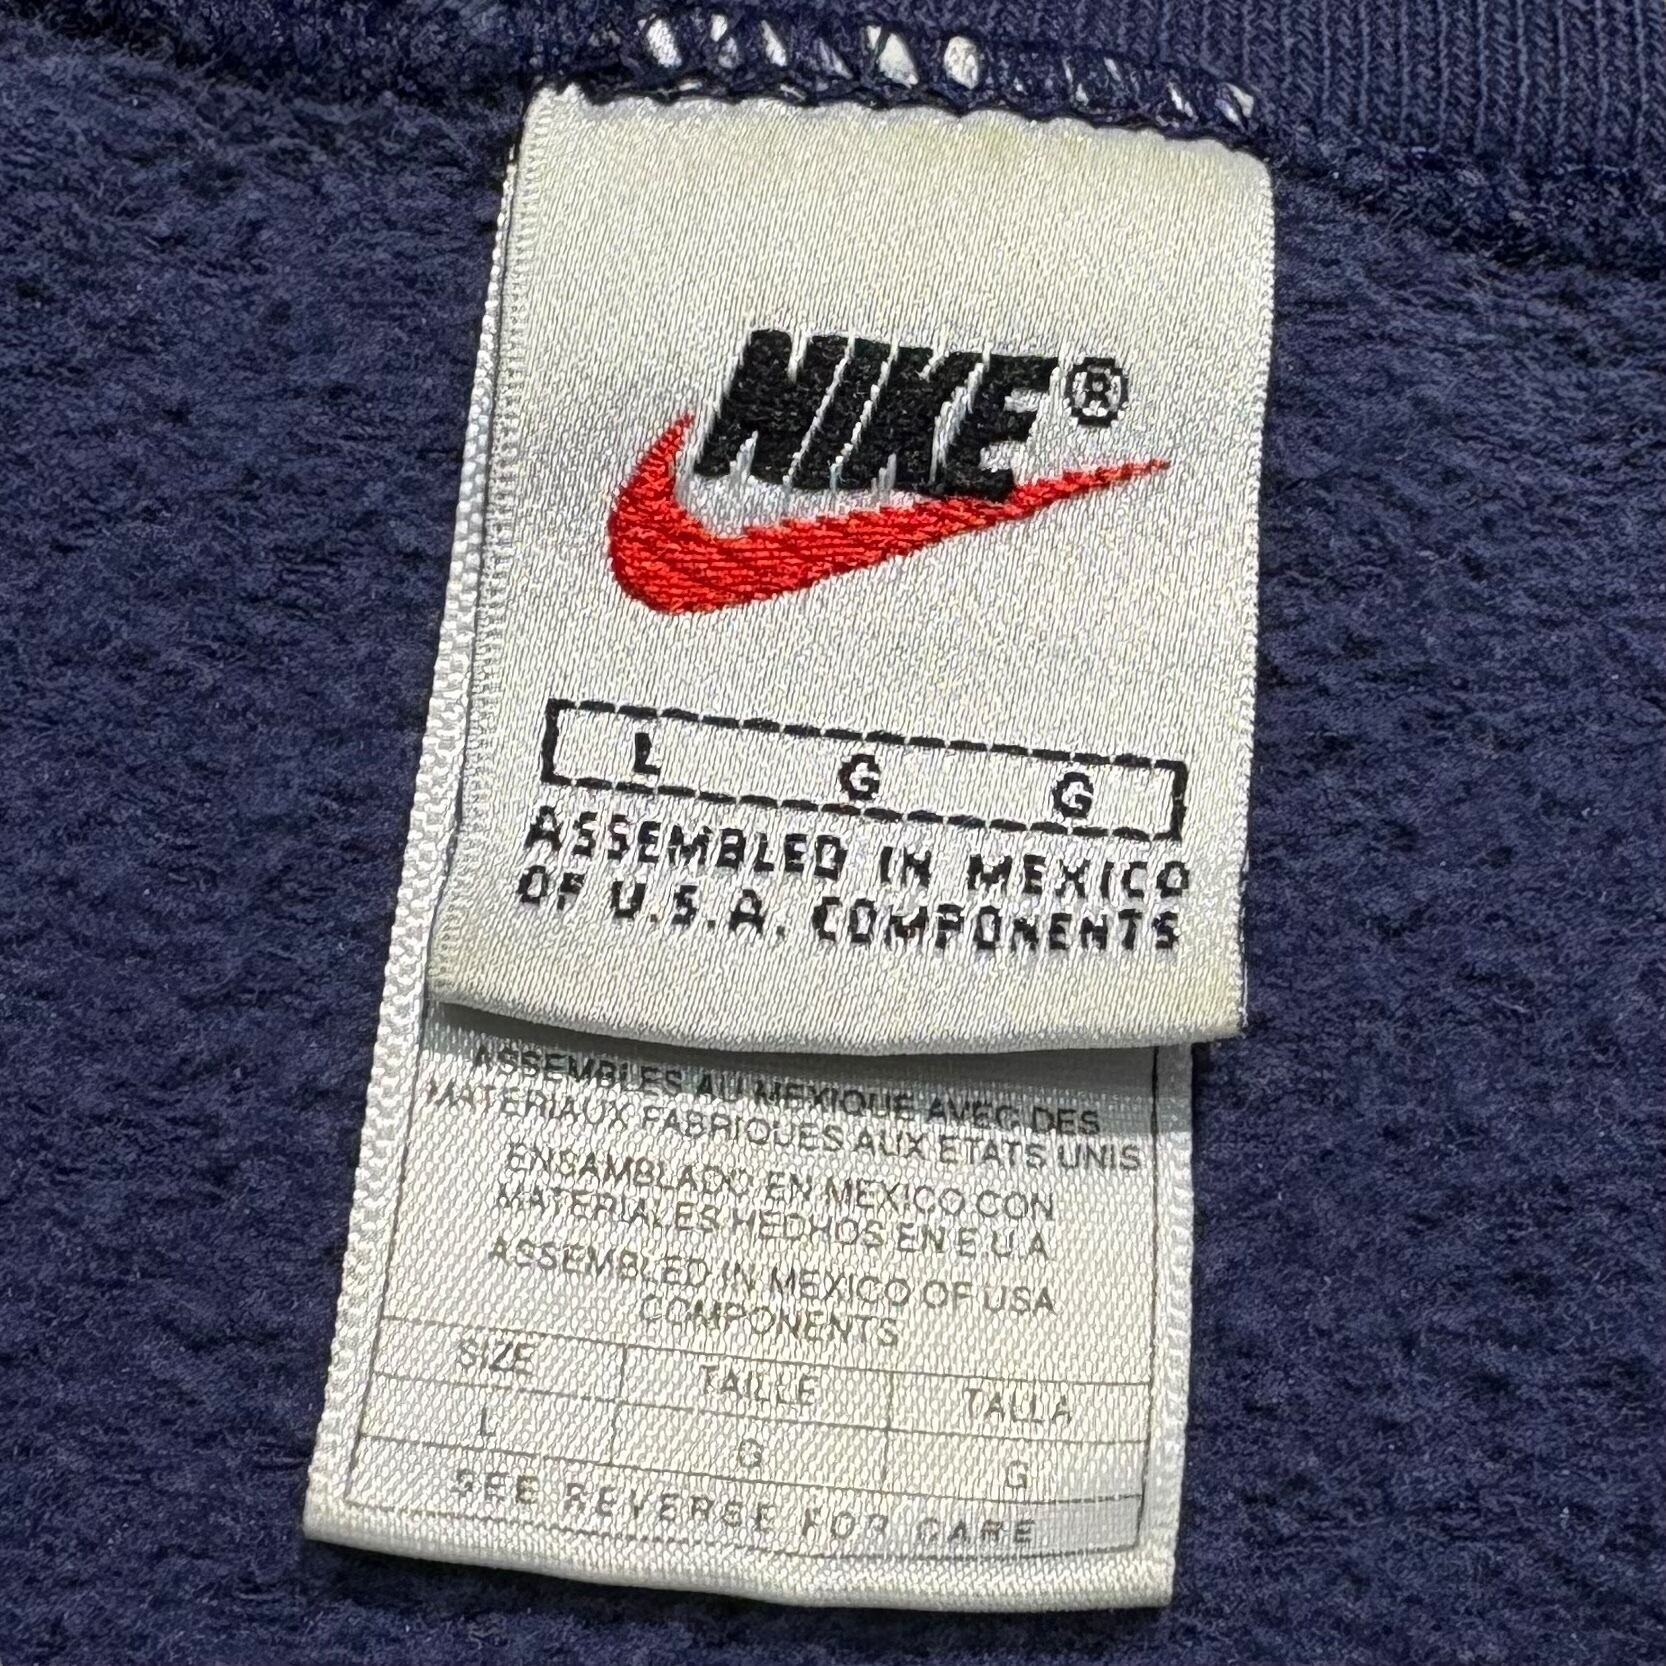 NIKE®
L G G
ASSEMBLED IN MEXICO
OF U.S.A. COMPONENTS
ASSEMBLES AU MEXIQUE AVEC DES
MATERIAUX FABRIQUES AUX ETATS UNIS
ENSAMBLADO EN MEXICO CON
MATERIALES HECHOS EN E U A
ASSEMBLED IN MEXICO OF USA
COMPONENTS
SIZE TAILLE TALLA
L G G
SEE REVERSE FOR CARE